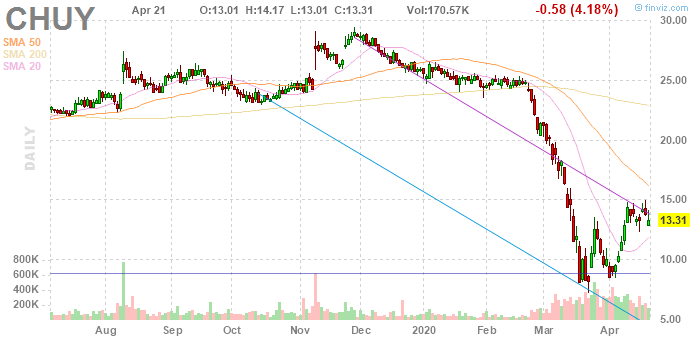 CHUY
Apr 21 O:13.01 H:14.17 L:13.01 C:13.31 Vol:170.57K -0.58 (4.18%)
© finviz.com
SMA 50
SMA 200
SMA 20
DAILY
30.00
25.00
20.00
15.00
13.31
10.00
5.00
800K
600K
400K
200K
Aug Sep Oct Nov Dec 2020 Feb Mar Apr